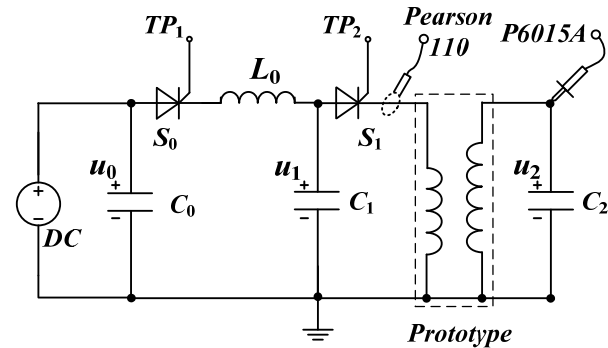 TP1
TP2
Pearson
110
P6015A
L0
S0
S1
u0
+
−
C0
u1
+
−
C1
u2
+
−
C2
+
−
DC
Prototype